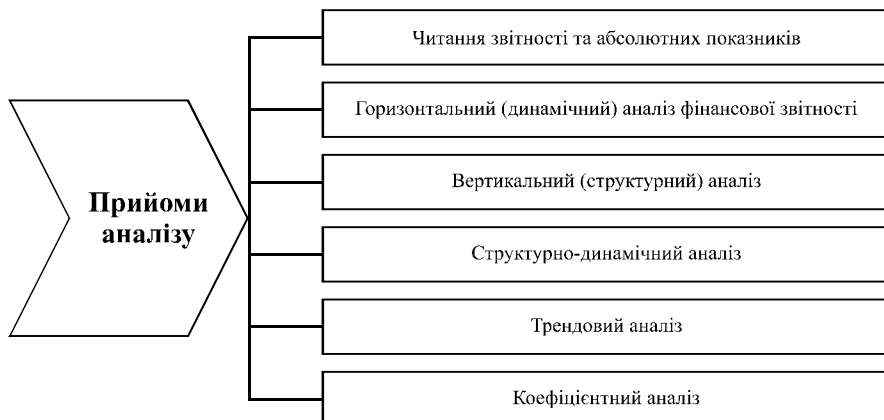 Прийоми
аналізу
Читання звітності та абсолютних показників
Горизонтальний (динамічний) аналіз фінансової звітності
Вертикальний (структурний) аналіз
Структурно-динамічний аналіз
Трендовий аналіз
Коефіцієнтний аналіз